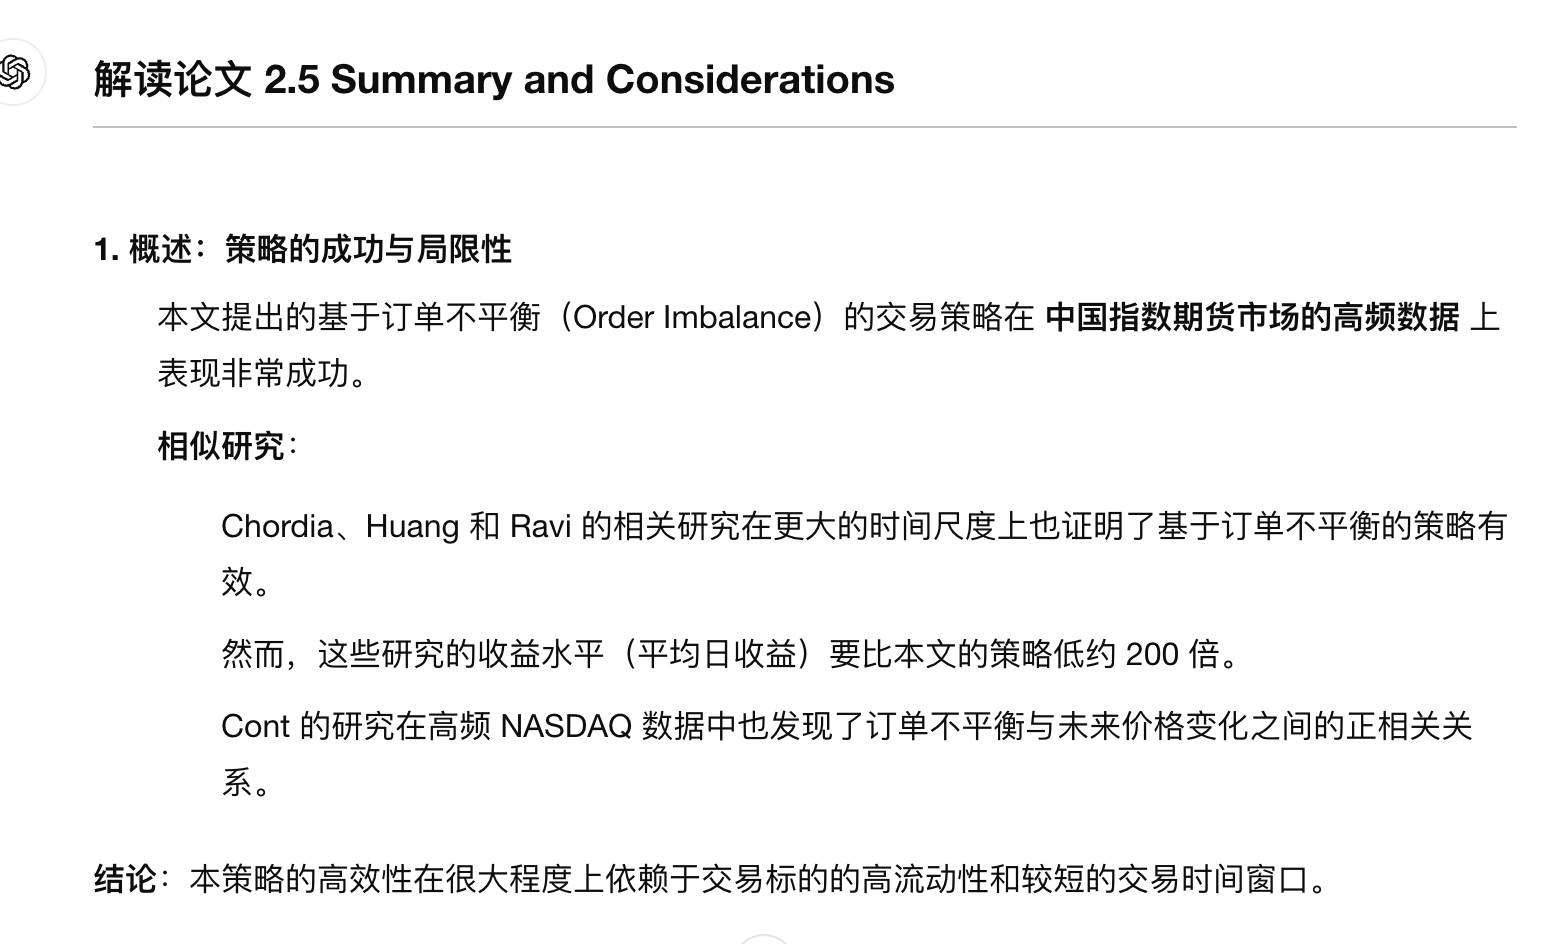 解读论文 2.5 Summary and Considerations
1. 概述：策略的成功与局限性
本文提出的基于订单不平衡（Order Imbalance）的交易策略在 中国指数期货市场的高频数据 上
表现非常成功。
相似研究：
Chordia、Huang 和 Ravi 的相关研究在更大的时间尺度上也证明了基于订单不平衡的策略有
效。
然而，这些研究的收益水平（平均日收益）要比本文的策略低约 200 倍。
Cont 的研究在高频 NASDAQ 数据中也发现了订单不平衡与未来价格变化之间的正相关关
系。
结论：本策略的高效性在很大程度上依赖于交易标的的高流动性和较短的交易时间窗口。